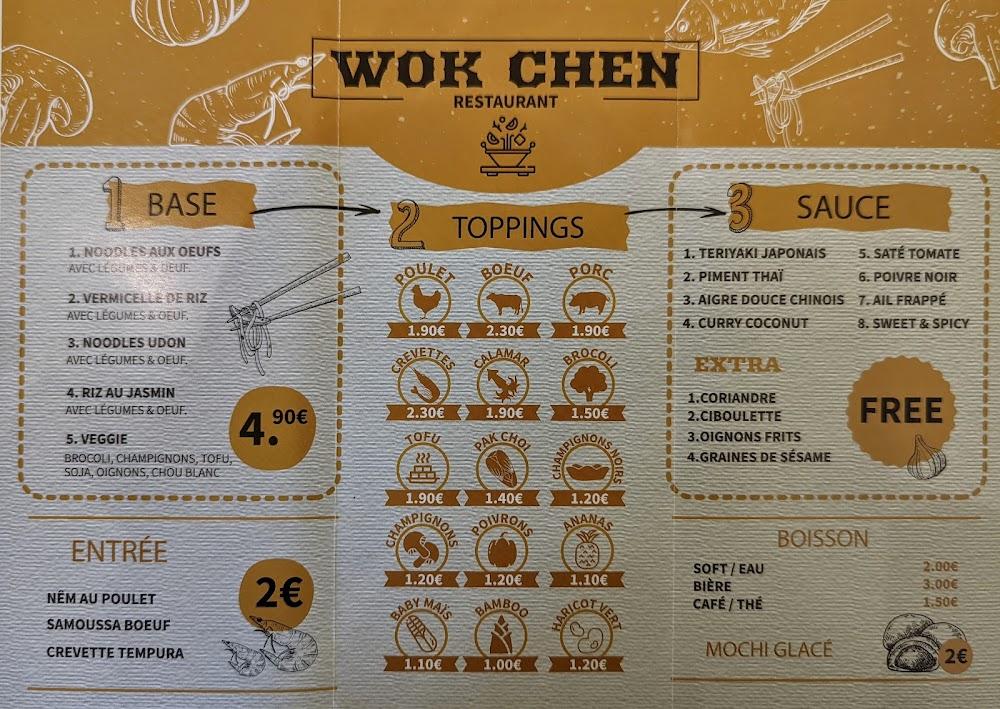 WOK CHEN
RESTAURANT
1 BASE
1. NOODLES AUX OEUFS
AVEC LÉGUMES & OEUF.
2. VERMICELLE DE RIZ
AVEC LÉGUMES & OEUF.
3. NOODLES UDON
AVEC LÉGUMES & OEUF.
4. RIZ AU JASMIN
AVEC LÉGUMES & OEUF.
5. VEGGIE
BROCOLI, CHAMPIGNONS, TOFU,
SOJA, OIGNONS, CHOU BLANC
4.90€
ENTRÉE
NÊM AU POULET
SAMOUSSA BOEUF
CREVETTE TEMPURA
2€
2 TOPPINGS
POULET BOEUF PORC
1.90€ 2.30€ 1.90€
CREVETTES CALAMAR BROCOLI
2.30€ 1.90€ 1.50€
TOFU PAK CHOI CHAMPIGNONS NOIRS
1.90€ 1.40€ 1.20€
CHAMPIGNONS POIVRONS ANANAS
1.20€ 1.20€ 1.10€
BABY MAÏS BAMBOO HARICOT VERT
1.10€ 1.00€ 1.20€
3 SAUCE
1. TERIYAKI JAPONAIS
2. PIMENT THAÏ
3. AIGRE DOUCE CHINOIS
4. CURRY COCONUT
5. SATÉ TOMATE
6. POIVRE NOIR
7. AIL FRAPPÉ
8. SWEET & SPICY
EXTRA
1.CORIANDRE
2.CIBOULETTE
3.OIGNONS FRITS
4.GRAINES DE SÉSAME
FREE
BOISSON
SOFT / EAU 2.00€
BIÈRE 3.00€
CAFÉ / THÉ 1.50€
MOCHI GLACÉ 2€